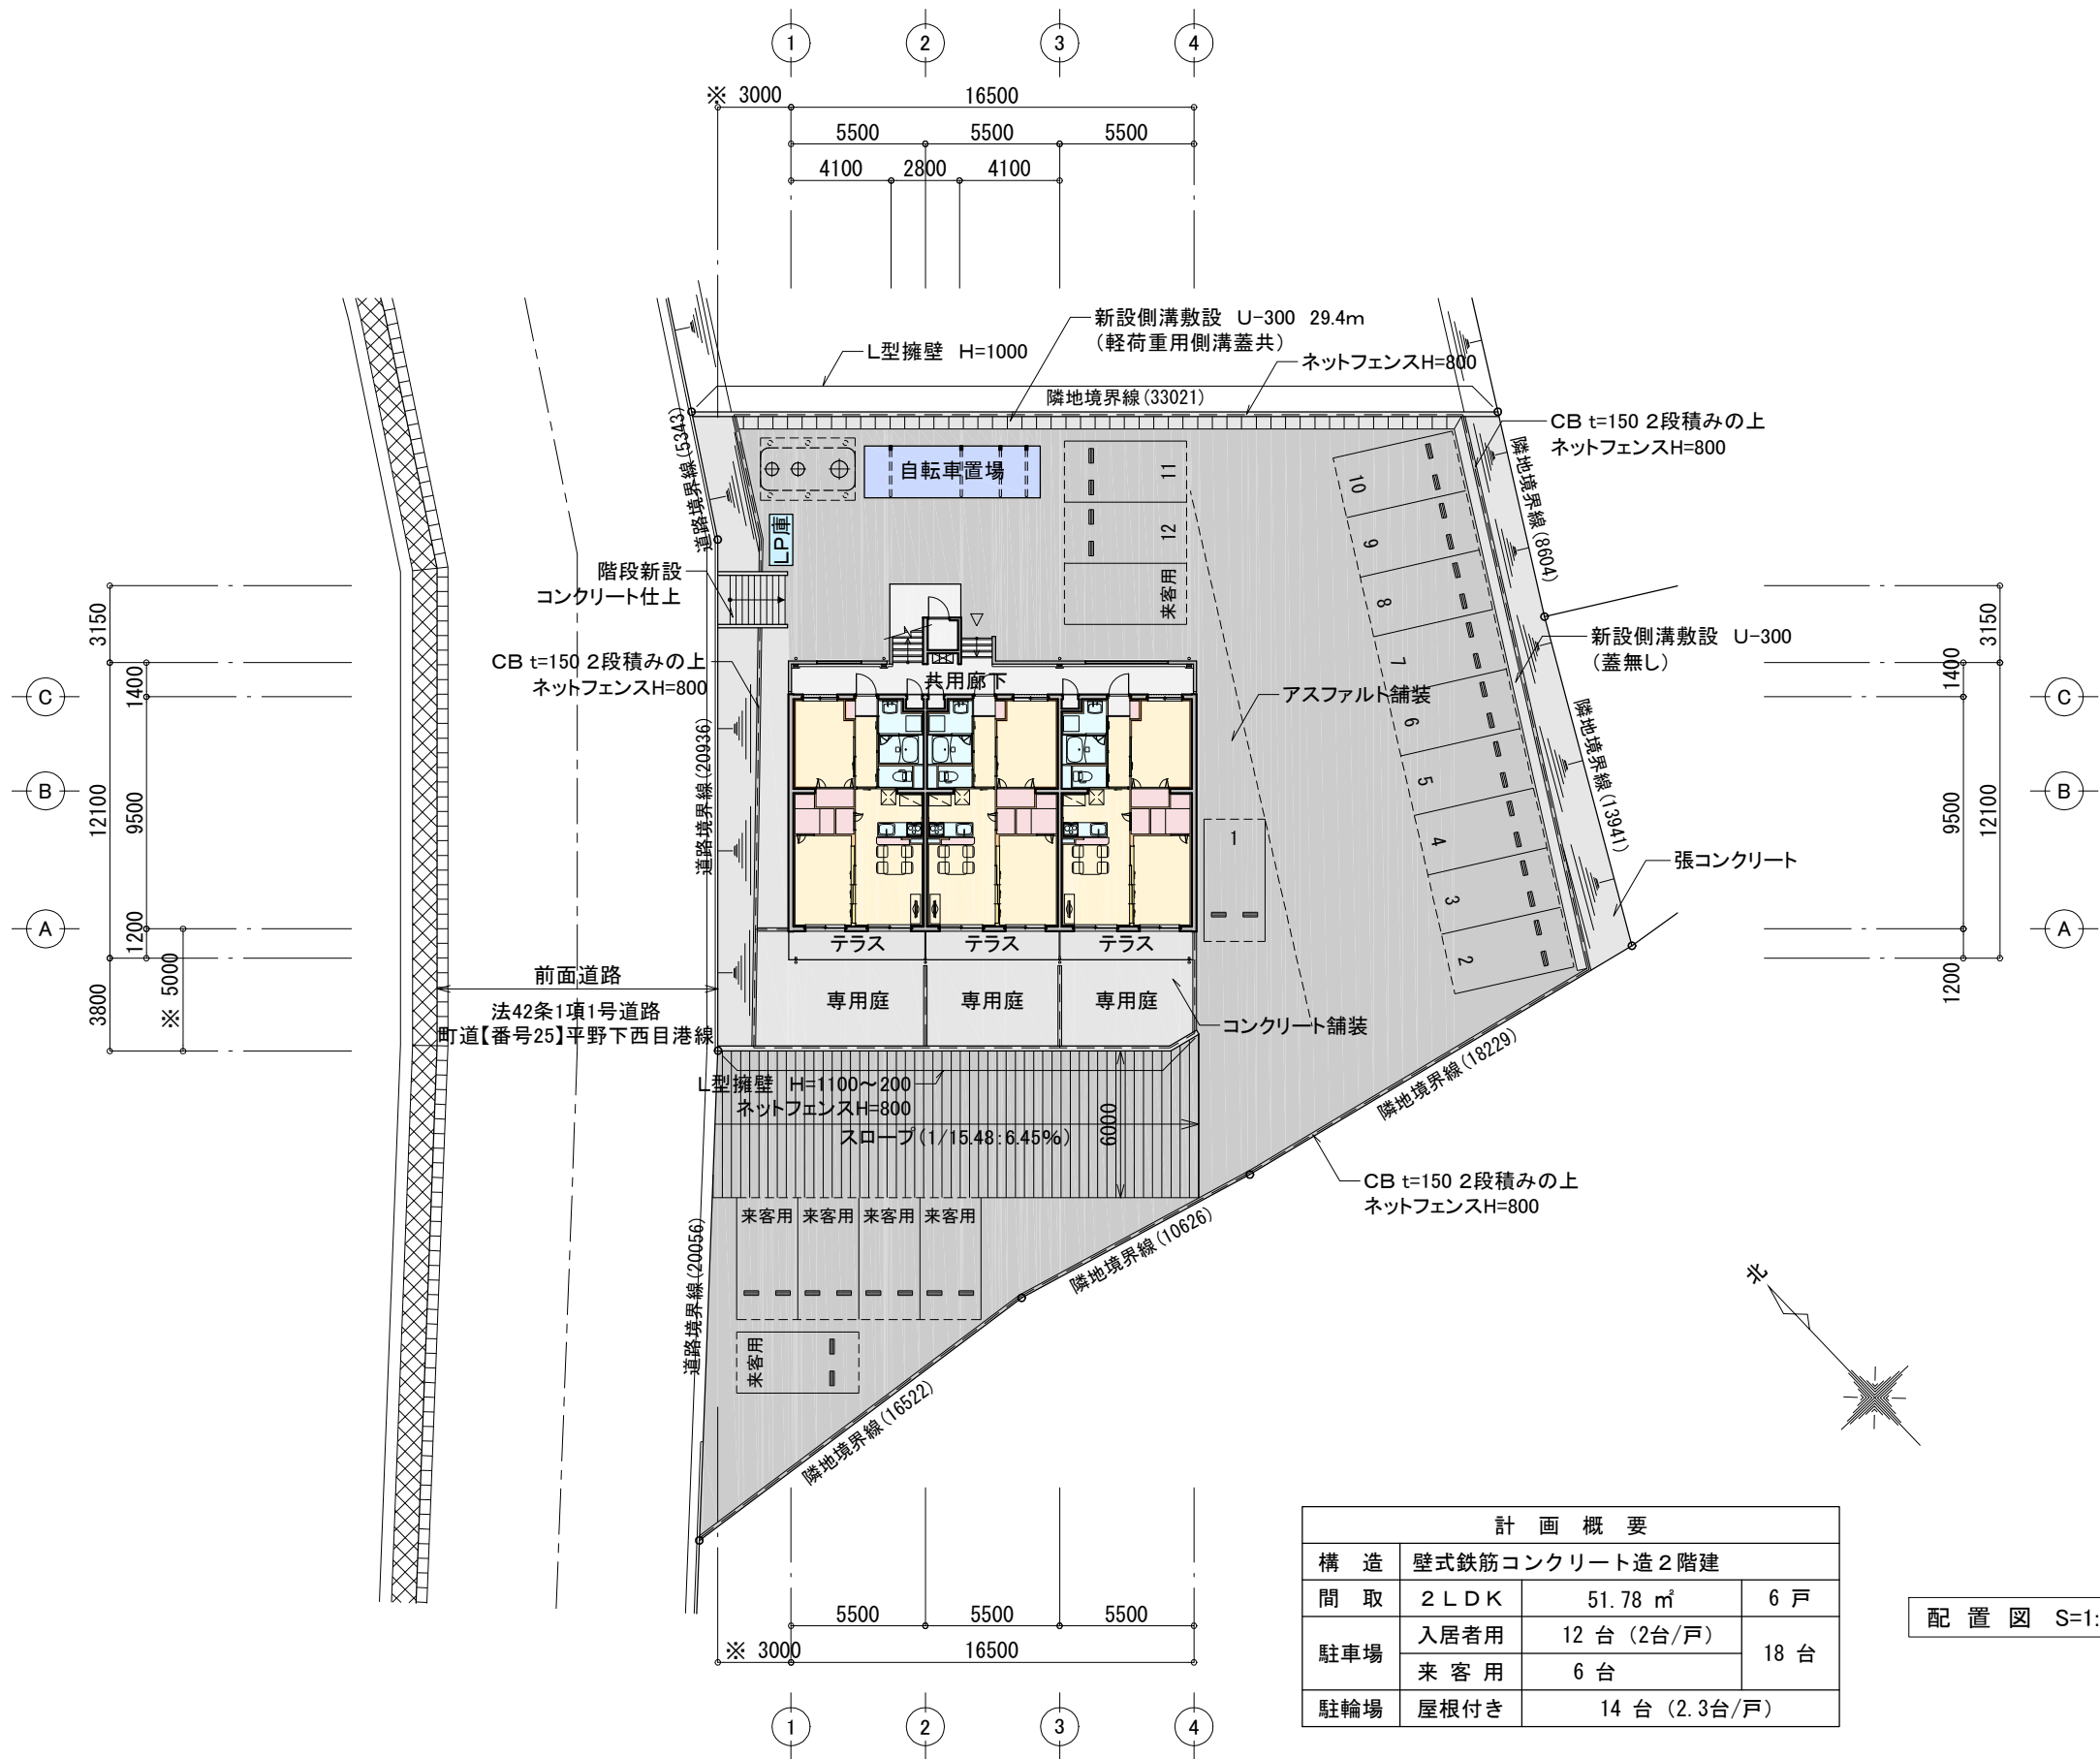 1
2
3
4
※ 3000
16500
5500
5500
5500
4100
2800
4100
新設側溝敷設 U-300 29.4m
(軽荷重用側溝蓋共)
L型擁壁 H=1000
ネットフェンスH=800
隣地境界線(33021)
CB t=150 2段積みの上
ネットフェンスH=800
道路境界線(5343)
隣地境界線(8604)
自転車置場
LP庫
11
12
来客用
10
9
8
7
6
5
4
3
2
1
階段新設
コンクリート仕上
3150
1400
12100
9500
1200
3800
※ 5000
C
B
A
CB t=150 2段積みの上
ネットフェンスH=800
共用廊下
新設側溝敷設 U-300
(蓋無し)
アスファルト舗装
道路境界線(20936)
隣地境界線(13941)
張コンクリート
3150
1400
9500
12100
1200
C
B
A
テラス
テラス
テラス
前面道路
法42条1項1号道路
町道【番号25】平野下西目港線
専用庭
専用庭
専用庭
コンクリート舗装
L型擁壁 H=1100～200
ネットフェンスH=800
スロープ(1/15.48:6.45%)
6000
隣地境界線(18229)
CB t=150 2段積みの上
ネットフェンスH=800
来客用
来客用
来客用
来客用
来客用
道路境界線(20056)
隣地境界線(10626)
隣地境界線(16522)
北
計 画 概 要
構 造 壁式鉄筋コンクリート造2階建
間 取 2LDK 51.78 ㎡ 6 戸
駐車場 入居者用 12 台 (2台/戸) 18 台
来 客 用 6 台
駐輪場 屋根付き 14 台 (2.3台/戸)
配 置 図 S=1:
5500
5500
5500
※ 3000
16500
1
2
3
4